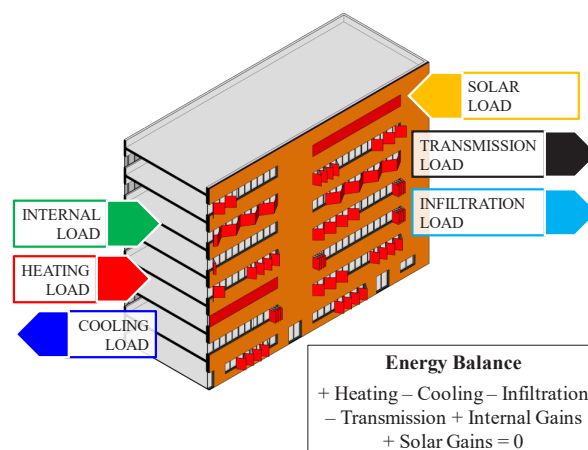 SOLAR
LOAD
TRANSMISSION
LOAD
INTERNAL
LOAD
INFILTRATION
LOAD
HEATING
LOAD
COOLING
LOAD
Energy Balance
+ Heating – Cooling – Infiltration
– Transmission + Internal Gains
+ Solar Gains = 0